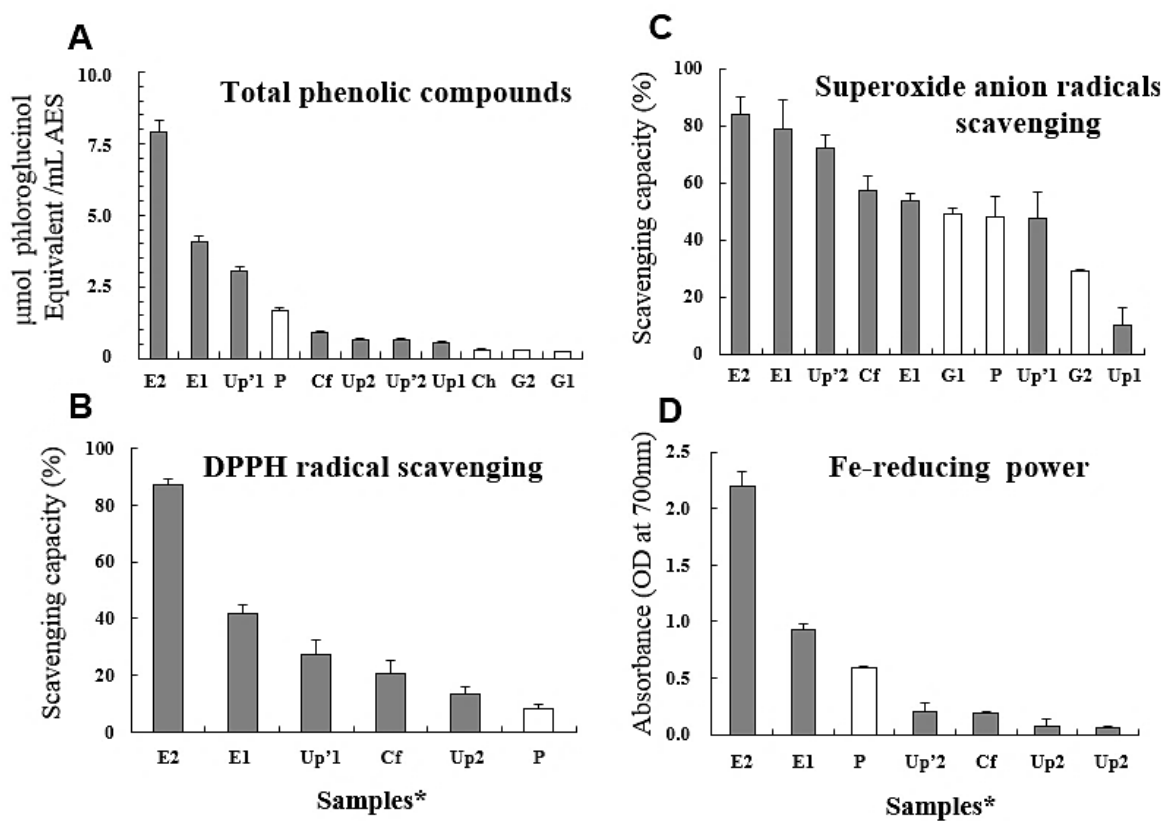 A
Total phenolic compounds
µmol phloroglucinol
Equivalent /mL AES
10.0
7.5
5.0
2.5
0
E2 E1 Up'1 P Cf Up2 Up'2 Up1 Ch G2 G1
B
DPPH radical scavenging
Scavenging capacity (%)
100
80
60
40
20
0
E2 E1 Up'1 Cf Up2 P
Samples*
C
Superoxide anion radicals
scavenging
Scavenging capacity (%)
100
80
60
40
20
0
E2 E1 Up'2 Cf E1 G1 P Up'1 G2 Up1
D
Fe-reducing power
Absorbance (OD at 700nm)
2.5
2.0
1.5
1.0
0.5
0.0
E2 E1 P Up'2 Cf Up2 Up2
Samples*